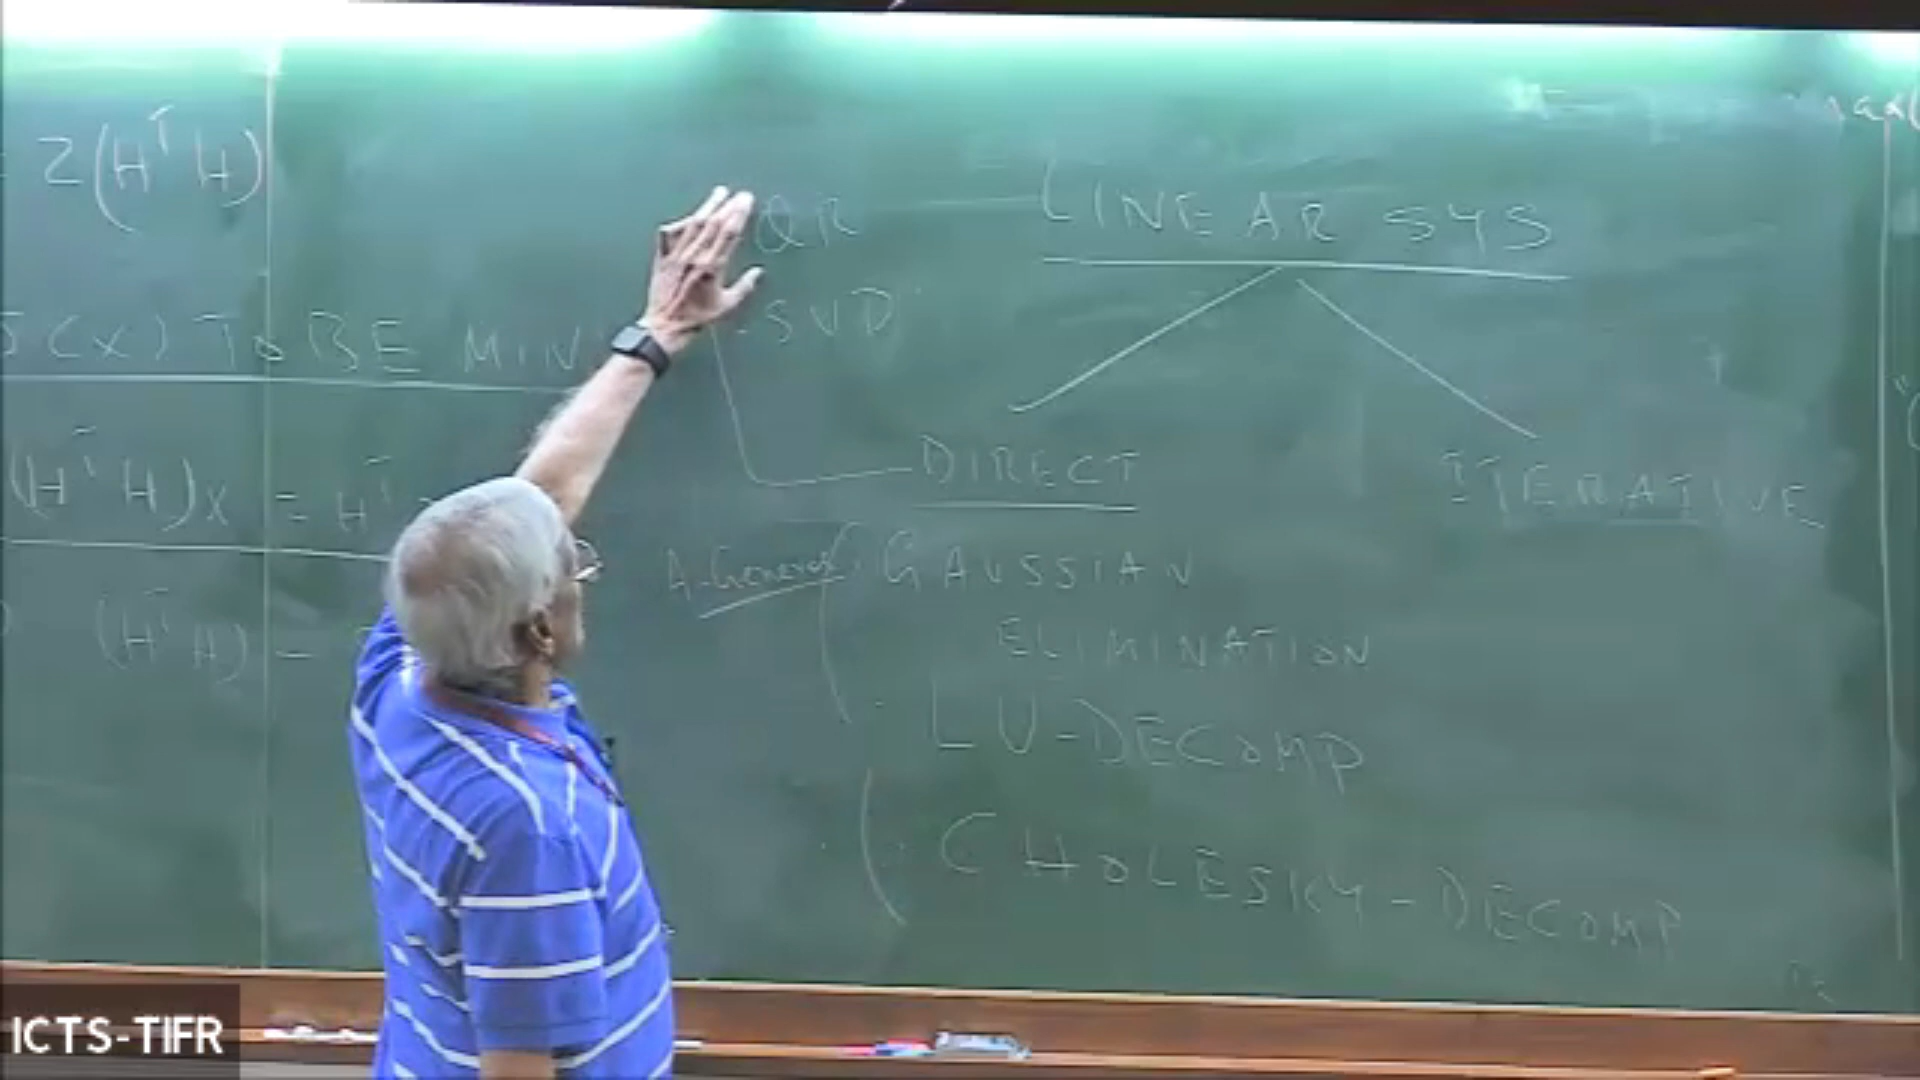 2(HᵀH)
J(X) TO BE MIN
(HᵀH)X = Hᵀ
(HᵀH) =
QR
SVD
LINEAR SYS
DIRECT
ITERATIVE
A-General
GAUSSIAN
ELIMINATION
LU-DECOMP
CHOLESKY-DECOMP
max(
ICTS-TIFR